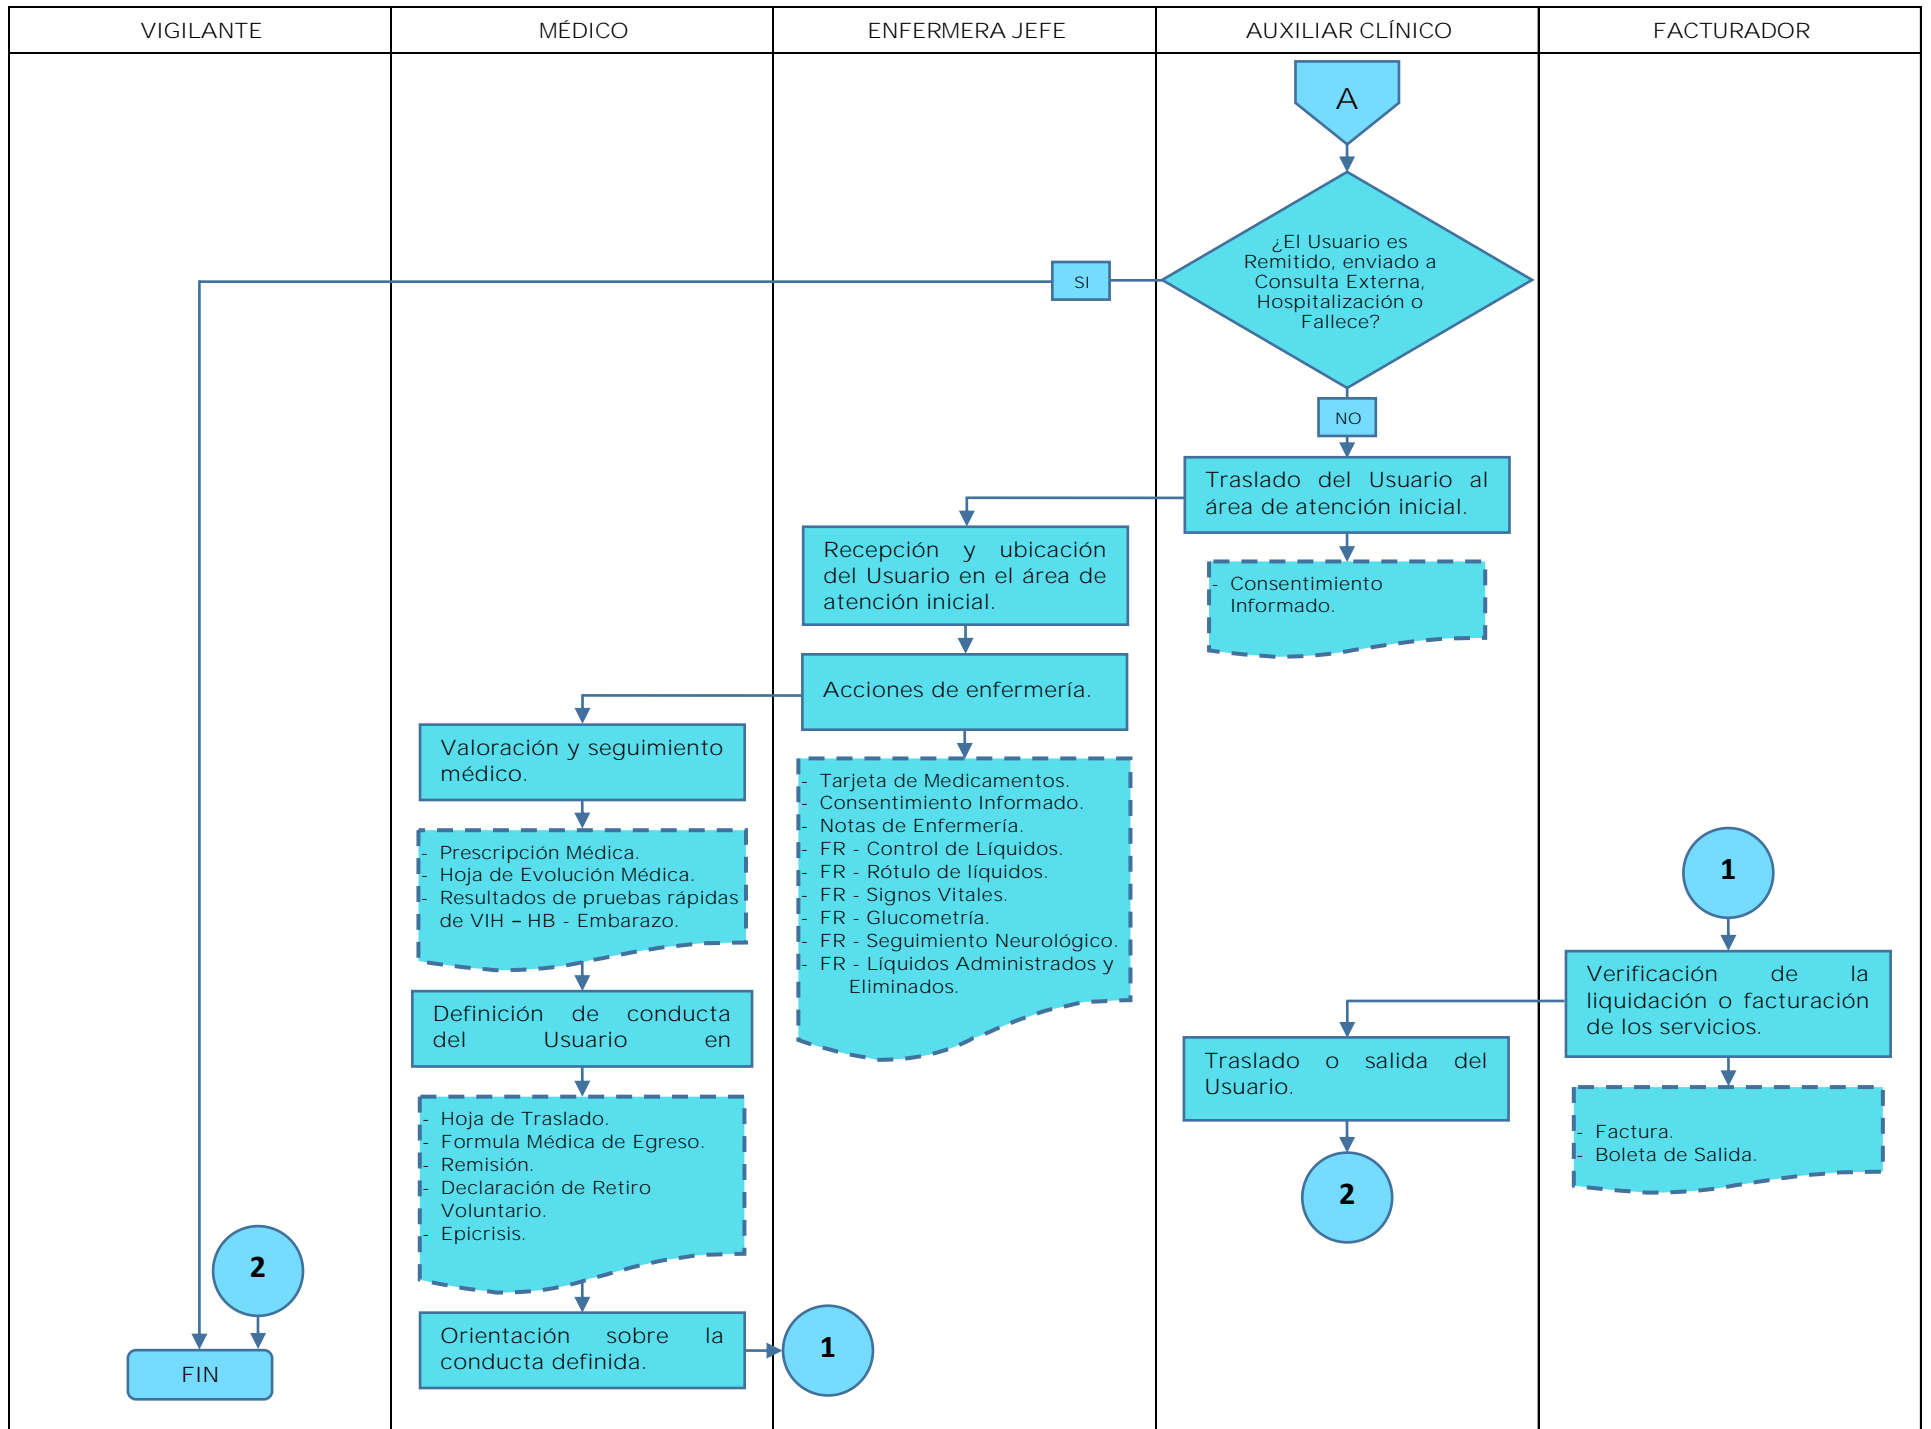 VIGILANTE
MÉDICO
ENFERMERA JEFE
AUXILIAR CLÍNICO
FACTURADOR
A
¿El Usuario es
Remitido, enviado a
Consulta Externa,
Hospitalización o
Fallece?
SI
NO
Traslado del Usuario al
área de atención inicial.
- Consentimiento
Informado.
Recepción y ubicación
del Usuario en el área de
atención inicial.
Acciones de enfermería.
- Tarjeta de Medicamentos.
- Consentimiento Informado.
- Notas de Enfermería.
- FR - Control de Líquidos.
- FR - Rótulo de líquidos.
- FR - Signos Vitales.
- FR - Glucometría.
- FR - Seguimiento Neurológico.
- FR - Líquidos Administrados y
Eliminados.
Valoración y seguimiento
médico.
- Prescripción Médica.
- Hoja de Evolución Médica.
- Resultados de pruebas rápidas
de VIH – HB - Embarazo.
Definición de conducta
del Usuario en
- Hoja de Traslado.
- Formula Médica de Egreso.
- Remisión.
- Declaración de Retiro
Voluntario.
- Epicrisis.
Orientación sobre la
conducta definida.
1
1
Verificación de la
liquidación o facturación
de los servicios.
- Factura.
- Boleta de Salida.
Traslado o salida del
Usuario.
2
2
FIN